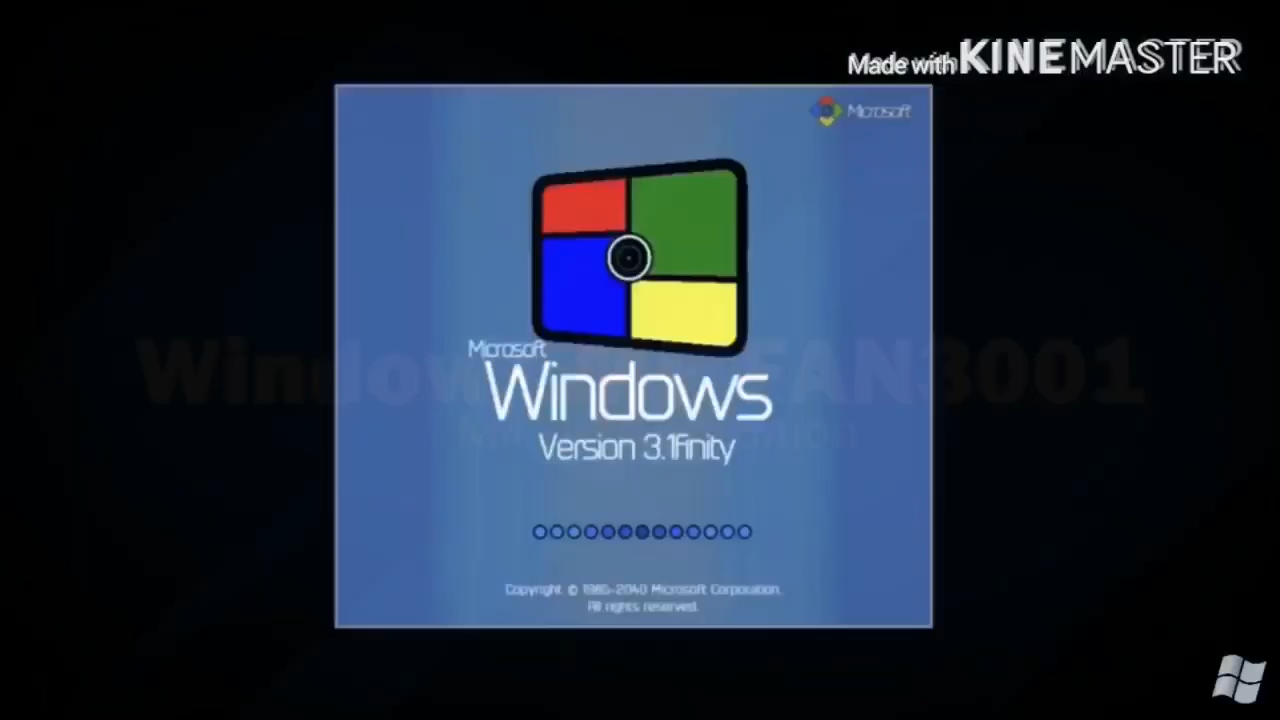 Made with KINEMASTER
Microsoft
Microsoft
Windows
Version 3.1finity
Copyright © 1985-2040 Microsoft Corporation.
All rights reserved.